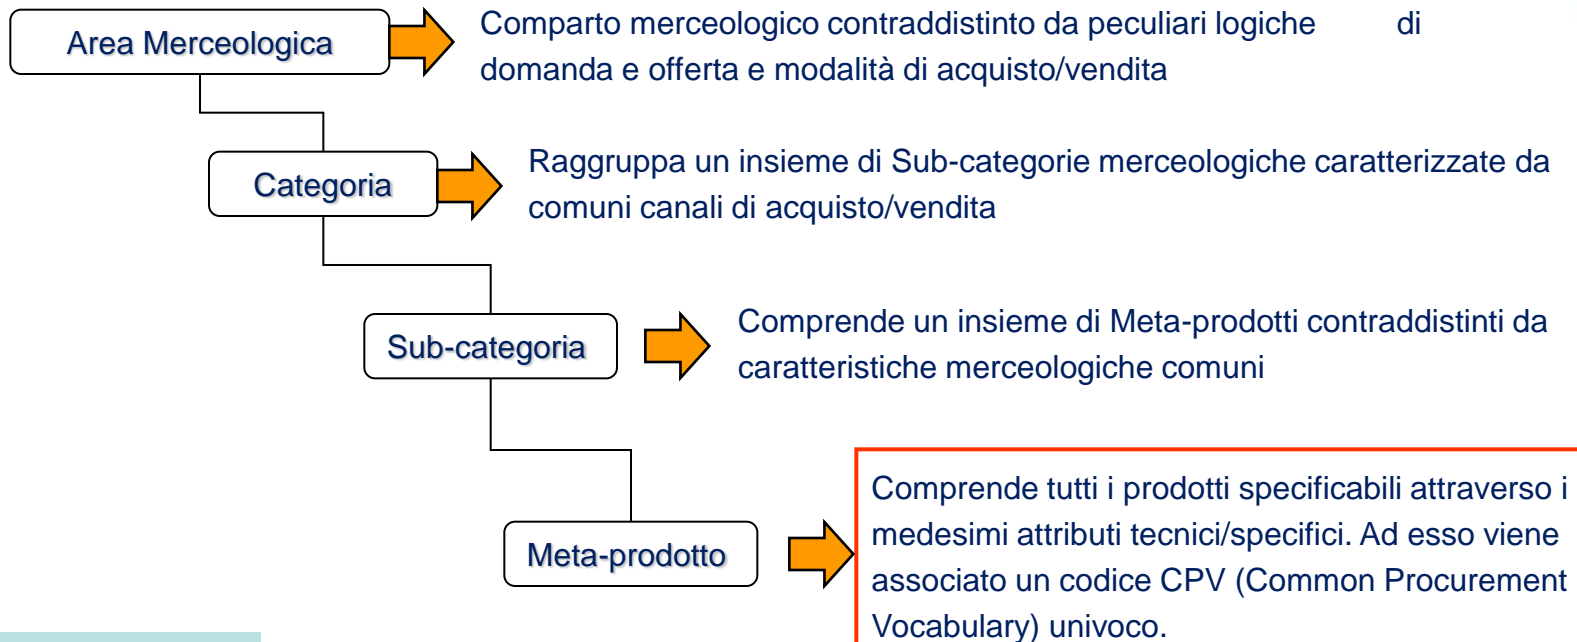 Area Merceologica
Comparto merceologico contraddistinto da peculiari logiche di
domanda e offerta e modalità di acquisto/vendita
Categoria
Raggruppa un insieme di Sub-categorie merceologiche caratterizzate da
comuni canali di acquisto/vendita
Sub-categoria
Comprende un insieme di Meta-prodotti contraddistinti da
caratteristiche merceologiche comuni
Meta-prodotto
Comprende tutti i prodotti specificabili attraverso i
medesimi attributi tecnici/specifici. Ad esso viene
associato un codice CPV (Common Procurement
Vocabulary) univoco.